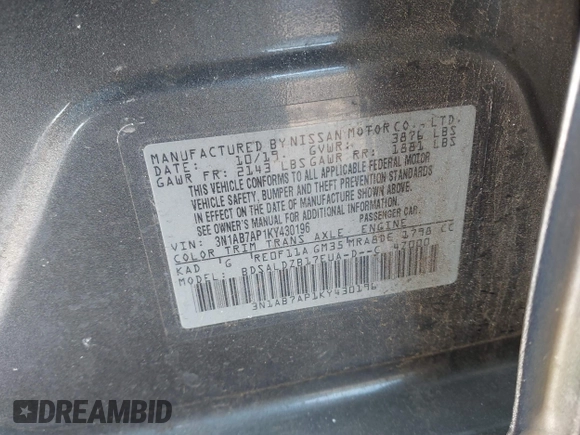 MANUFACTURED BY NISSAN MOTOR CO., LTD.
DATE: 10/19 GVWR: 3876 LBS
GAWR FR: 2143 LBS GAWR RR: 1881 LBS
THIS VEHICLE CONFORMS TO ALL APPLICABLE FEDERAL MOTOR
VEHICLE SAFETY, BUMPER AND THEFT PREVENTION STANDARDS
IN EFFECT ON THE DATE OF MANUFACTURE SHOWN ABOVE.
SEE OWNER'S MANUAL FOR ADDITIONAL INFORMATION
VIN: 3N1AB7AP1KY430196 PASSENGER CAR
COLOR TRIM TRANS AXLE ENGINE
KAD G RE0F11A GM35 MRA8DE 1798 CC
MODEL: BDSALDZB17EUA-D--C 47000
3N1AB7AP1KY430196
DREAMBID